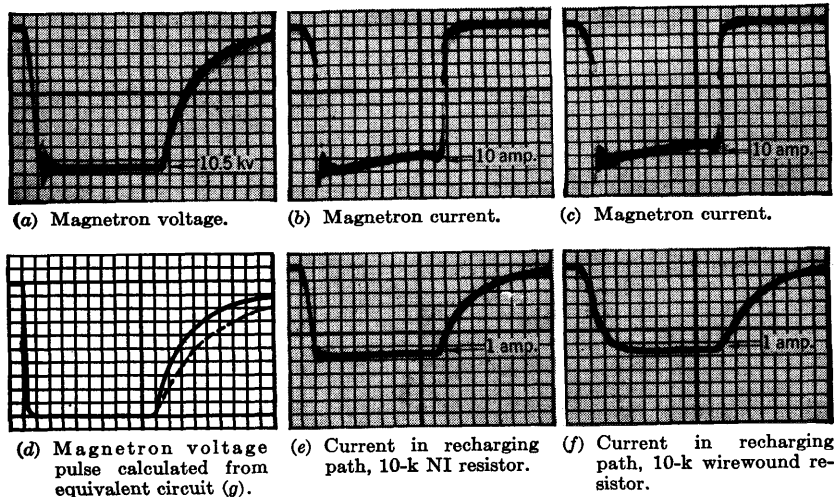 10.5 kv
10 amp.
10 amp.
(a) Magnetron voltage.
(b) Magnetron current.
(c) Magnetron current.
1 amp.
1 amp.
(d) Magnetron voltage
pulse calculated from
equivalent circuit (g).
(e) Current in recharging
path, 10-k NI resistor.
(f) Current in recharging
path, 10-k wirewound re-
sistor.